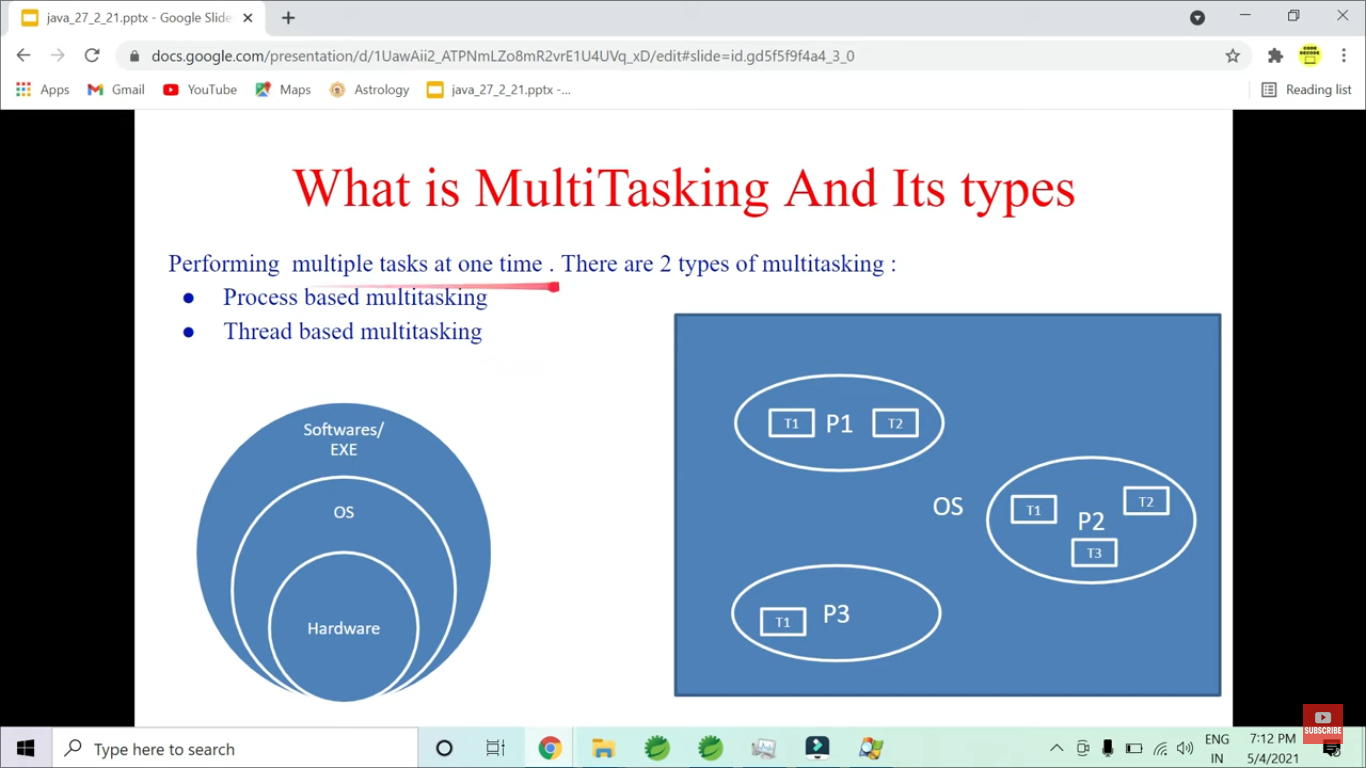 java_27_2_21.pptx - Google Slide
docs.google.com/presentation/d/1UawAii2_ATPNmLZo8mR2vrE1U4UVq_xD/edit#slide=id.gd5f5f9f4a4_3_0
CODE DECODE
Apps Gmail YouTube Maps Astrology java_27_2_21.pptx -... Reading list
What is MultiTasking And Its types
Performing multiple tasks at one time . There are 2 types of multitasking :
● Process based multitasking
● Thread based multitasking
Softwares/
EXE
OS
Hardware
T1 P1 T2
OS
T1 P2 T2
T3
T1 P3
SUBSCRIBE
Type here to search
ENG
IN
7:12 PM
5/4/2021